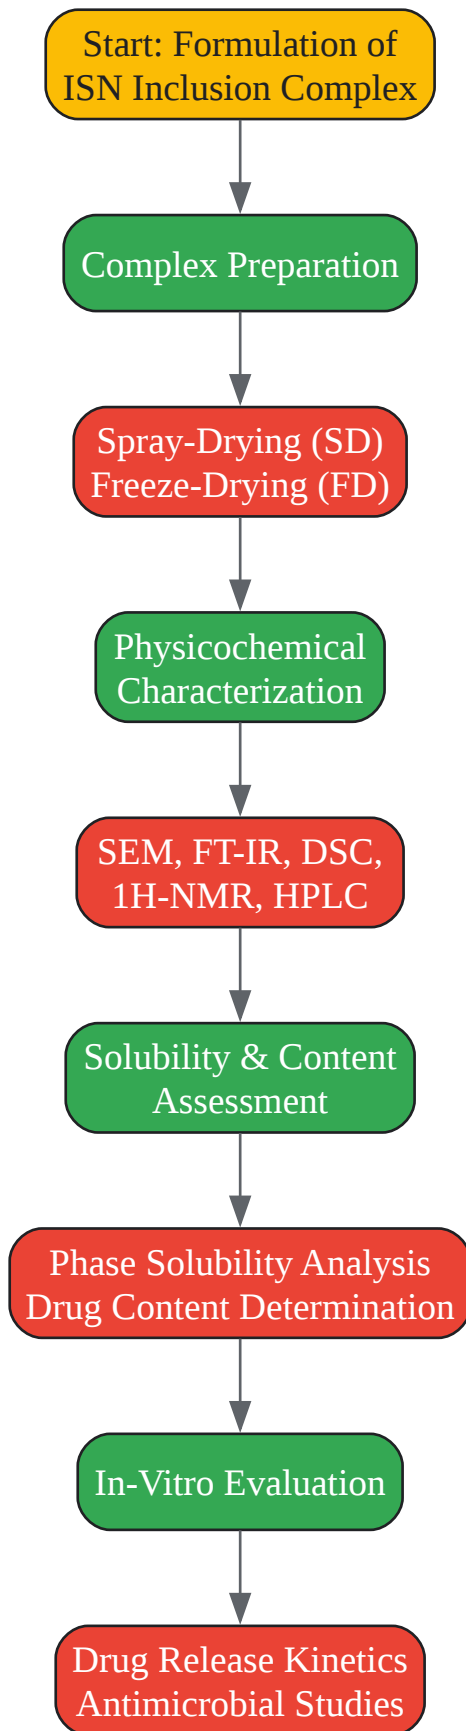 Start: Formulation of
ISN Inclusion Complex
Complex Preparation
Spray-Drying (SD)
Freeze-Drying (FD)
Physicochemical
Characterization
SEM, FT-IR, DSC,
1H-NMR, HPLC
Solubility & Content
Assessment
Phase Solubility Analysis
Drug Content Determination
In-Vitro Evaluation
Drug Release Kinetics
Antimicrobial Studies